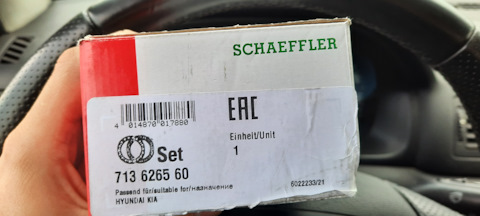 SCHAEFFLER
EAC
4 014870 017880
Einheit/Unit
1
Set
713 6265 60
Passend für/suitable for/назначение
6022233/21
HYUNDAI KIA